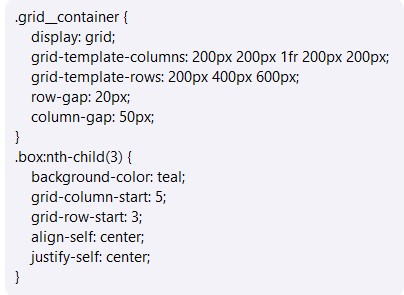 .grid__container {
display: grid;
grid-template-columns: 200px 200px 1fr 200px 200px;
grid-template-rows: 200px 400px 600px;
row-gap: 20px;
column-gap: 50px;
}
.box:nth-child(3) {
background-color: teal;
grid-column-start: 5;
grid-row-start: 3;
align-self: center;
justify-self: center;
}